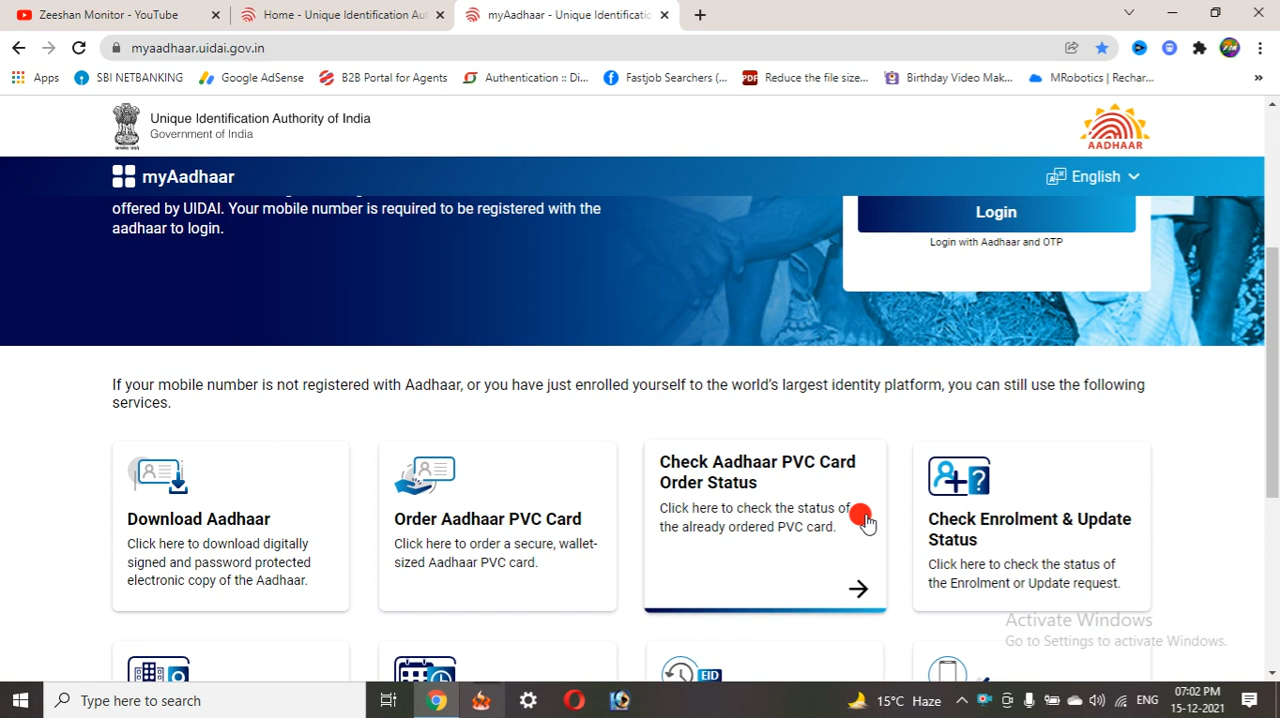 Zeeshan Monitor - YouTube
Home - Unique Identification Aut
myAadhaar - Unique Identificatio
myaadhaar.uidai.gov.in
Apps
SBI NETBANKING
Google AdSense
B2B Portal for Agents
Authentication :: Di...
Fastjob Searchers (...
PDF
Reduce the file size...
Birthday Video Mak...
MRobotics | Rechar...
Unique Identification Authority of India
Government of India
AADHAAR
myAadhaar
English
offered by UIDAI. Your mobile number is required to be registered with the
aadhaar to login.
Login
Login with Aadhaar and OTP
If your mobile number is not registered with Aadhaar, or you have just enrolled yourself to the world's largest identity platform, you can still use the following
services.
Download Aadhaar
Click here to download digitally
signed and password protected
electronic copy of the Aadhaar.
Order Aadhaar PVC Card
Click here to order a secure, wallet-
sized Aadhaar PVC card.
Check Aadhaar PVC Card
Order Status
Click here to check the status of
the already ordered PVC card.
Check Enrolment & Update
Status
Click here to check the status of
the Enrolment or Update request.
EID
Activate Windows
Go to Settings to activate Windows.
Type here to search
15°C Haze
ENG
07:02 PM
15-12-2021